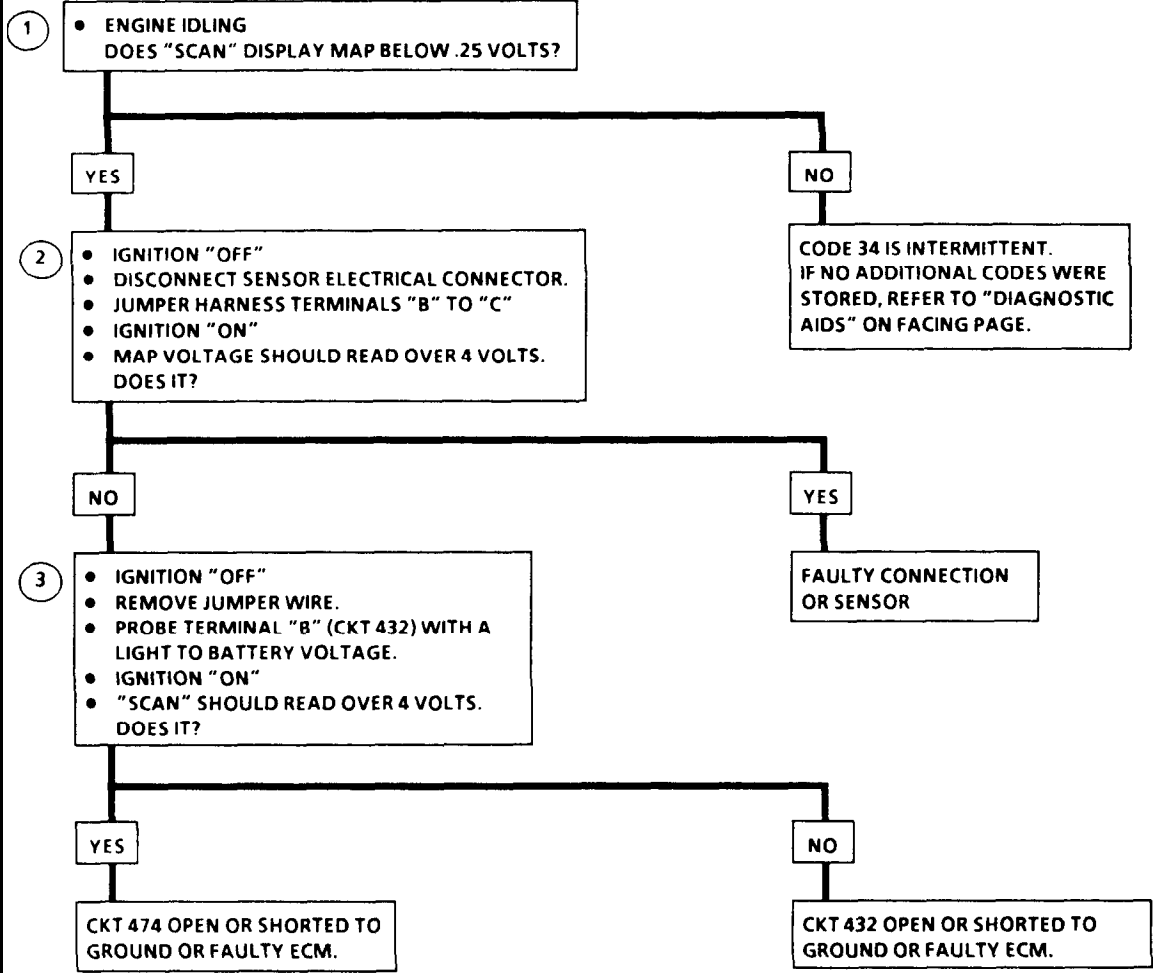 1
• ENGINE IDLING
DOES "SCAN" DISPLAY MAP BELOW .25 VOLTS?
YES
NO
2
• IGNITION "OFF"
• DISCONNECT SENSOR ELECTRICAL CONNECTOR.
• JUMPER HARNESS TERMINALS "B" TO "C"
• IGNITION "ON"
• MAP VOLTAGE SHOULD READ OVER 4 VOLTS.
DOES IT?
CODE 34 IS INTERMITTENT.
IF NO ADDITIONAL CODES WERE
STORED, REFER TO "DIAGNOSTIC
AIDS" ON FACING PAGE.
NO
YES
3
• IGNITION "OFF"
• REMOVE JUMPER WIRE.
• PROBE TERMINAL "B" (CKT 432) WITH A
LIGHT TO BATTERY VOLTAGE.
• IGNITION "ON"
• "SCAN" SHOULD READ OVER 4 VOLTS.
DOES IT?
FAULTY CONNECTION
OR SENSOR
YES
NO
CKT 474 OPEN OR SHORTED TO
GROUND OR FAULTY ECM.
CKT 432 OPEN OR SHORTED TO
GROUND OR FAULTY ECM.